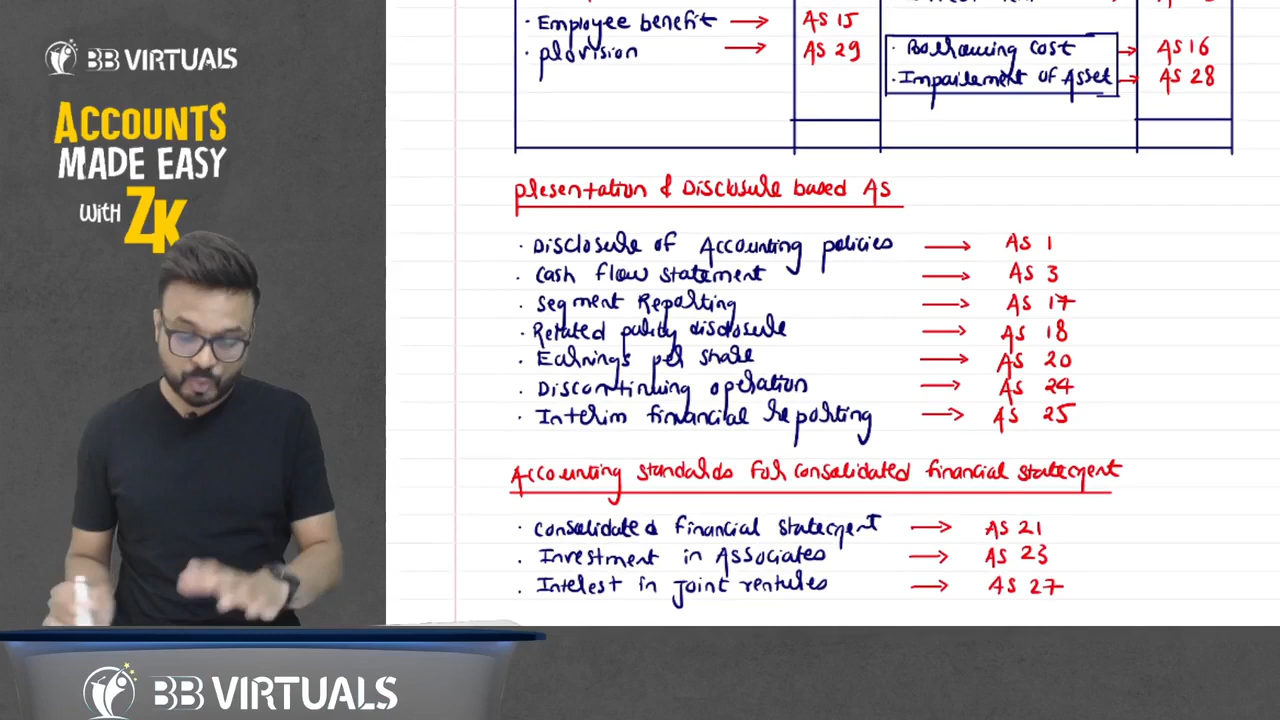 BB VIRTUALS
ACCOUNTS
MADE EASY
WITH ZK
· Employee benefit → AS 15
· provision → AS 29
· Borrowing cost → AS 16
· Impairement of Asset → AS 28
presentation & Disclosure based AS
· Disclosure of Accounting policies → AS 1
· Cash flow statement → AS 3
· Segment Reporting → AS 17
· Related party disclosure → AS 18
· Earnings per share → AS 20
· Discontinuing operation → AS 24
· Interim financial reporting → AS 25
Accounting standards for consolidated financial statement
· Consolidated financial statement → AS 21
· Investment in Associates → AS 23
· Interest in Joint ventures → AS 27
BB VIRTUALS